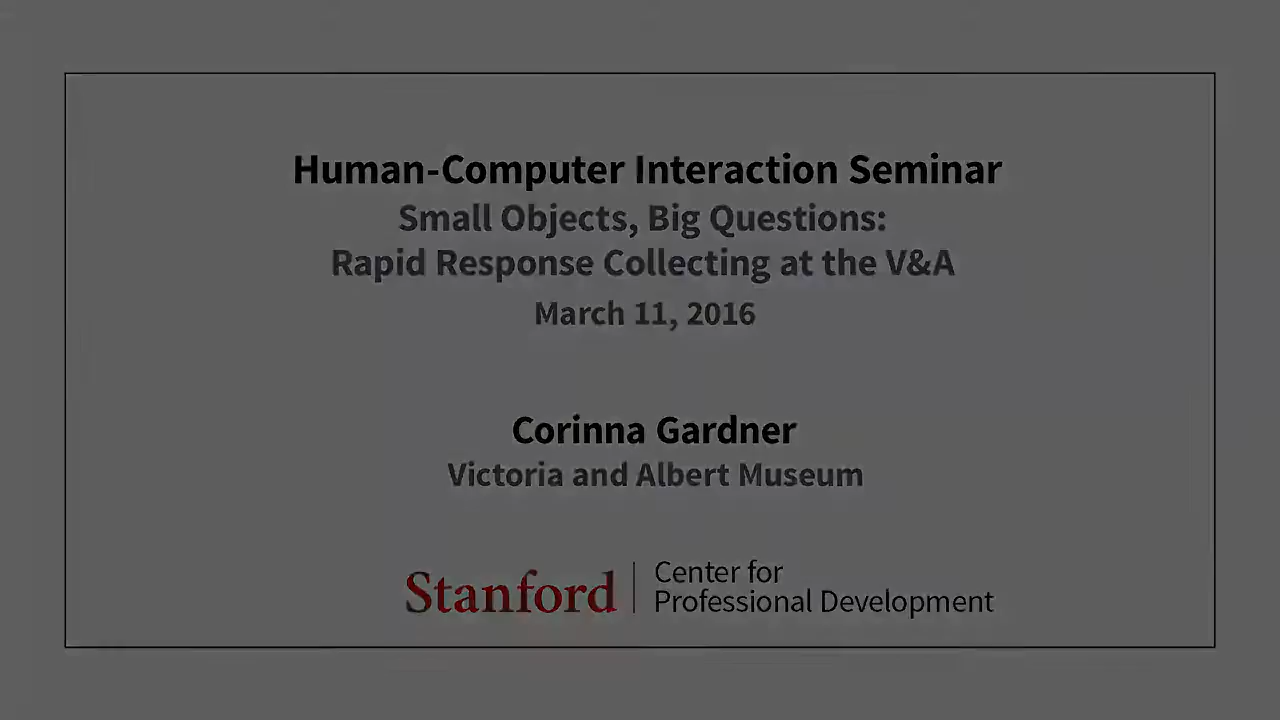 Human-Computer Interaction Seminar
Small Objects, Big Questions:
Rapid Response Collecting at the V&A
March 11, 2016
Corinna Gardner
Victoria and Albert Museum
Stanford
Center for
Professional Development